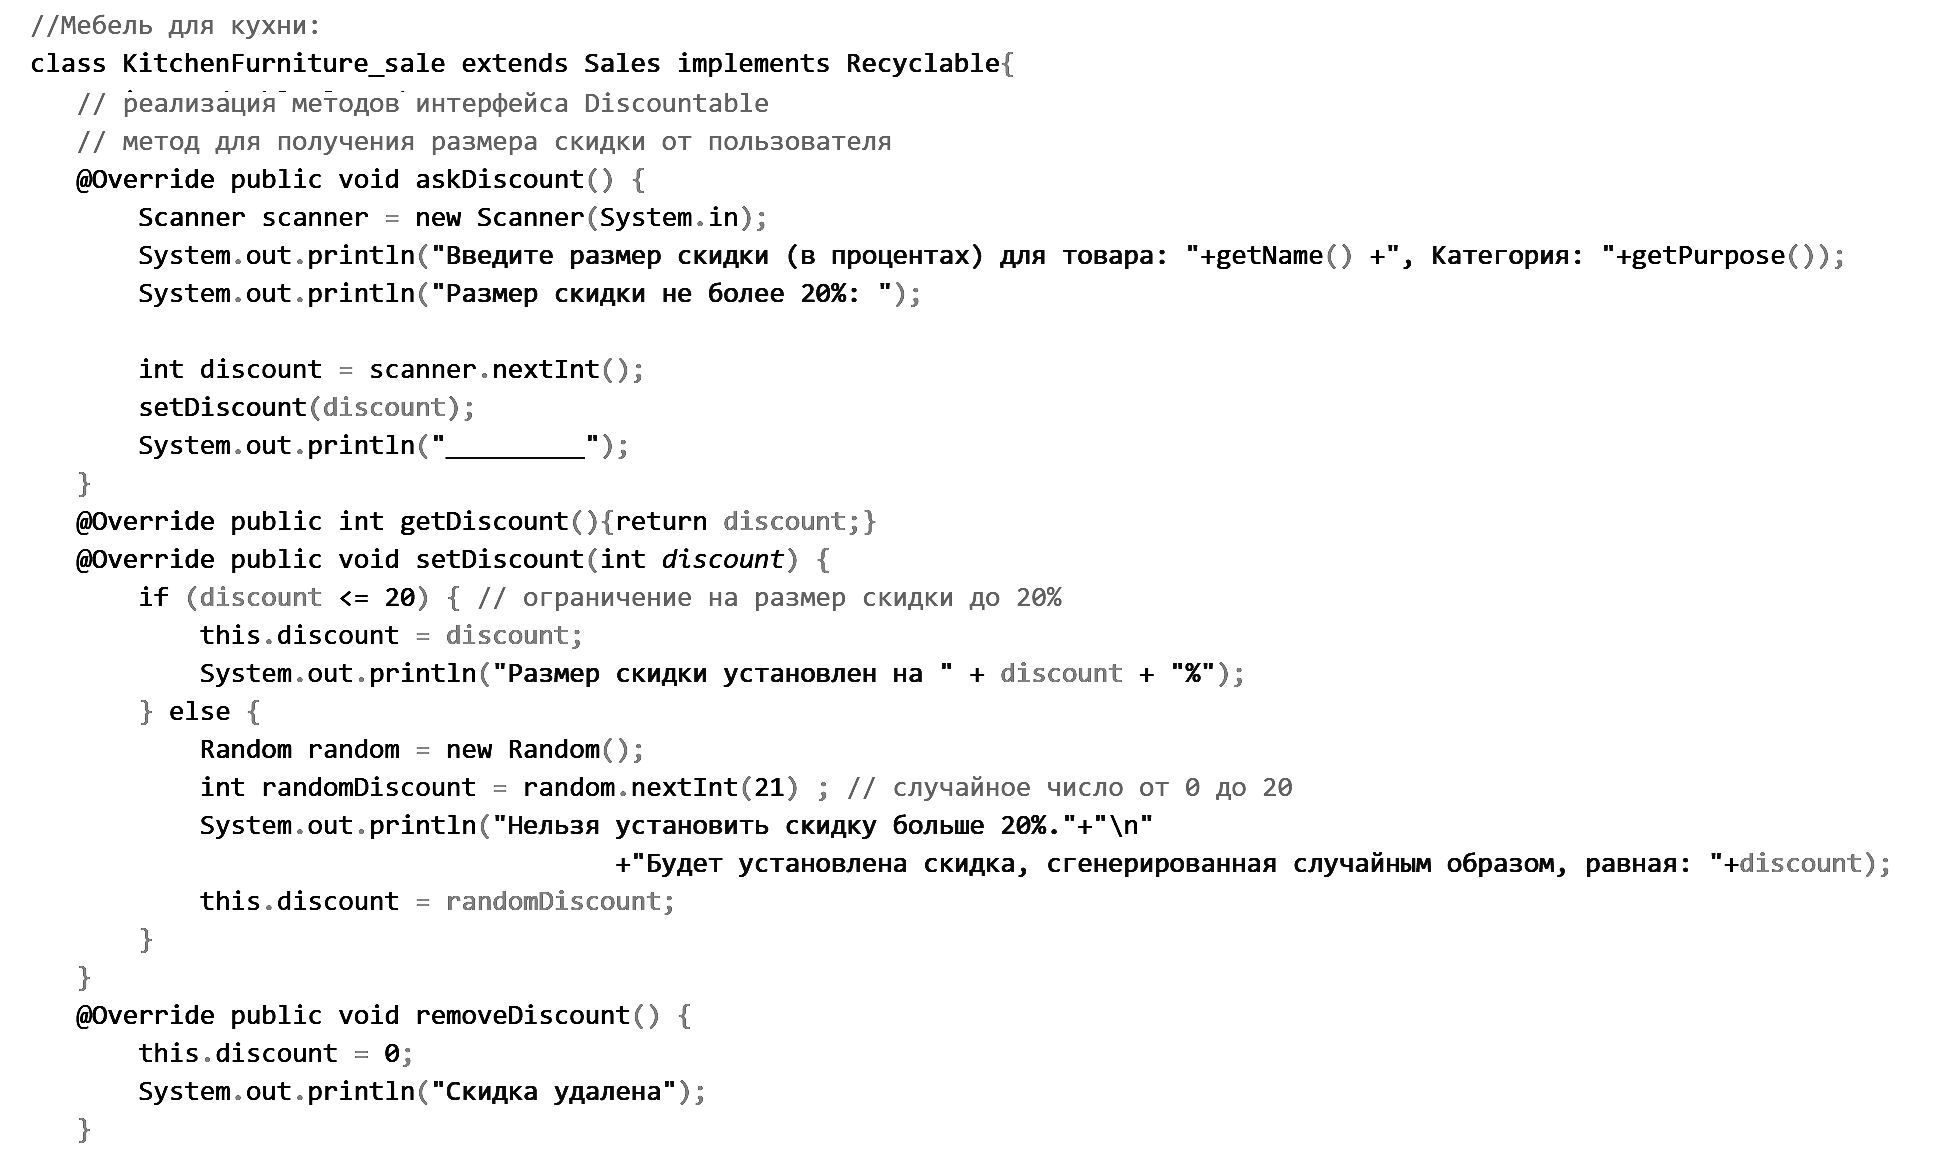 //Мебель для кухни:
class KitchenFurniture_sale extends Sales implements Recyclable{
// реализация методов интерфейса Discountable
// метод для получения размера скидки от пользователя
@Override public void askDiscount() {
Scanner scanner = new Scanner(System.in);
System.out.println("Введите размер скидки (в процентах) для товара: "+getName() +", Категория: "+getPurpose());
System.out.println("Размер скидки не более 20%: ");
int discount = scanner.nextInt();
setDiscount(discount);
System.out.println("_________");
}
@Override public int getDiscount(){return discount;}
@Override public void setDiscount(int discount) {
if (discount <= 20) { // ограничение на размер скидки до 20%
this.discount = discount;
System.out.println("Размер скидки установлен на " + discount + "%");
} else {
Random random = new Random();
int randomDiscount = random.nextInt(21) ; // случайное число от 0 до 20
System.out.println("Нельзя установить скидку больше 20%."+"\n"
+"Будет установлена скидка, сгенерированная случайным образом, равная: "+discount);
this.discount = randomDiscount;
}
}
@Override public void removeDiscount() {
this.discount = 0;
System.out.println("Скидка удалена");
}